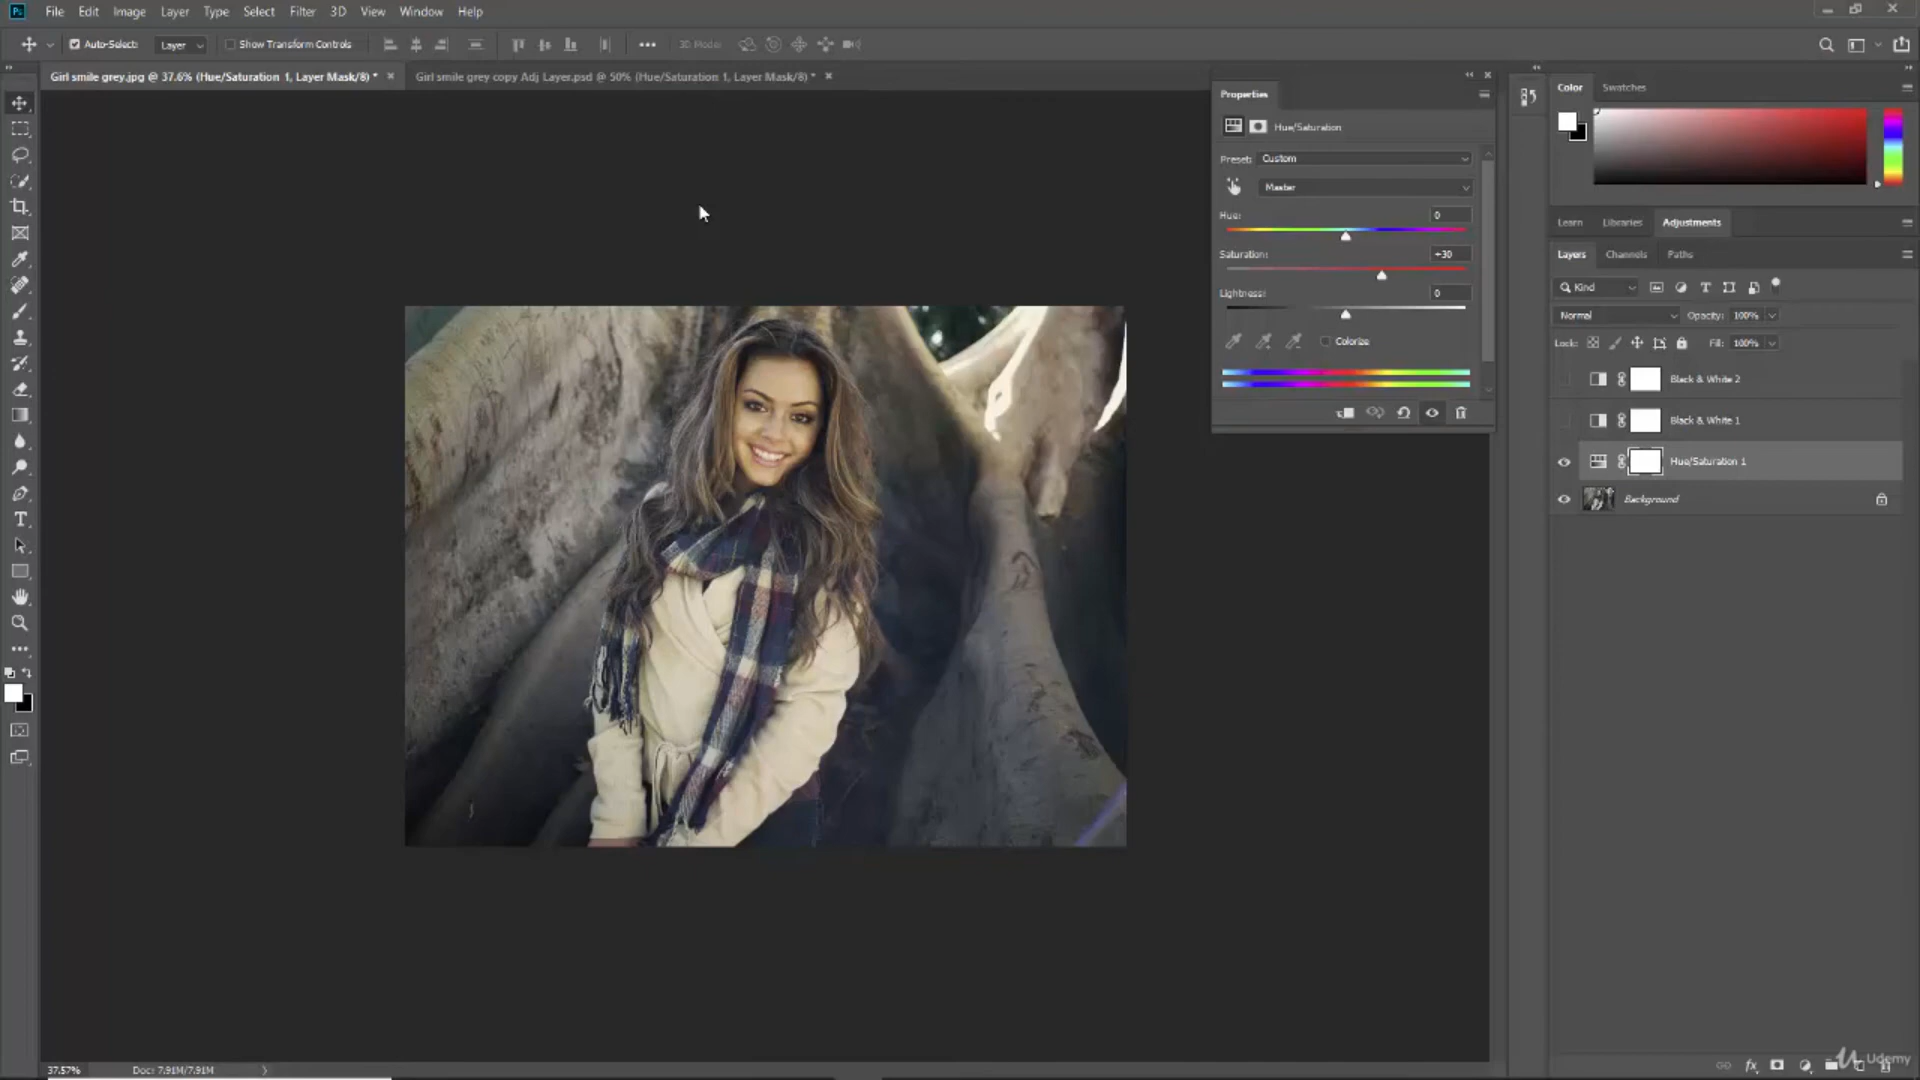 Ps File Edit Image Layer Type Select Filter 3D View Window Help
Auto-Select: Layer Show Transform Controls ••• 3D Mode:
Girl smile grey.jpg @ 37.6% (Hue/Saturation 1, Layer Mask/8) * × Girl smile grey copy Adj Layer.psd @ 50% (Hue/Saturation 1, Layer Mask/8) * ×
Properties
Hue/Saturation
Preset: Custom
Master
Hue: 0
Saturation: +30
Lightness: 0
Colorize
Color Swatches
Learn Libraries Adjustments
Layers Channels Paths
Kind
Normal Opacity: 100%
Lock: Fill: 100%
Black & White 2
Black & White 1
Hue/Saturation 1
Background
37.57% Doc: 7.91M/7.91M
Udemy